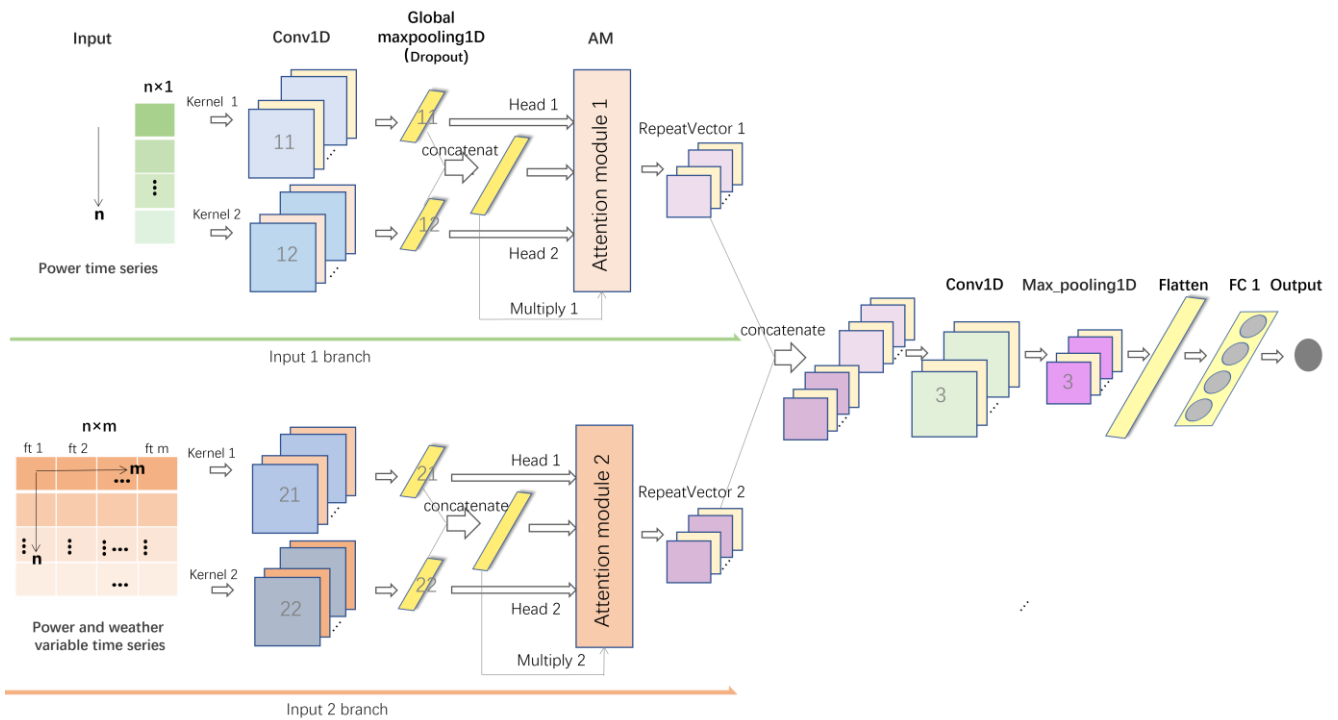 Input
Conv1D
Global
maxpooling1D
(Dropout)
AM
n×1
Kernel 1
11
11
Head 1
Attention module 1
RepeatVector 1
concatenat
n
Kernel 2
12
12
Head 2
Power time series
Multiply 1
Input 1 branch
concatenate
Conv1D
Max_pooling1D
Flatten
FC 1
Output
3
3
n×m
ft 1
ft 2
ft m
m
n
Kernel 1
21
21
Head 1
Attention module 2
RepeatVector 2
concatenate
Kernel 2
22
22
Head 2
Power and weather
variable time series
Multiply 2
Input 2 branch